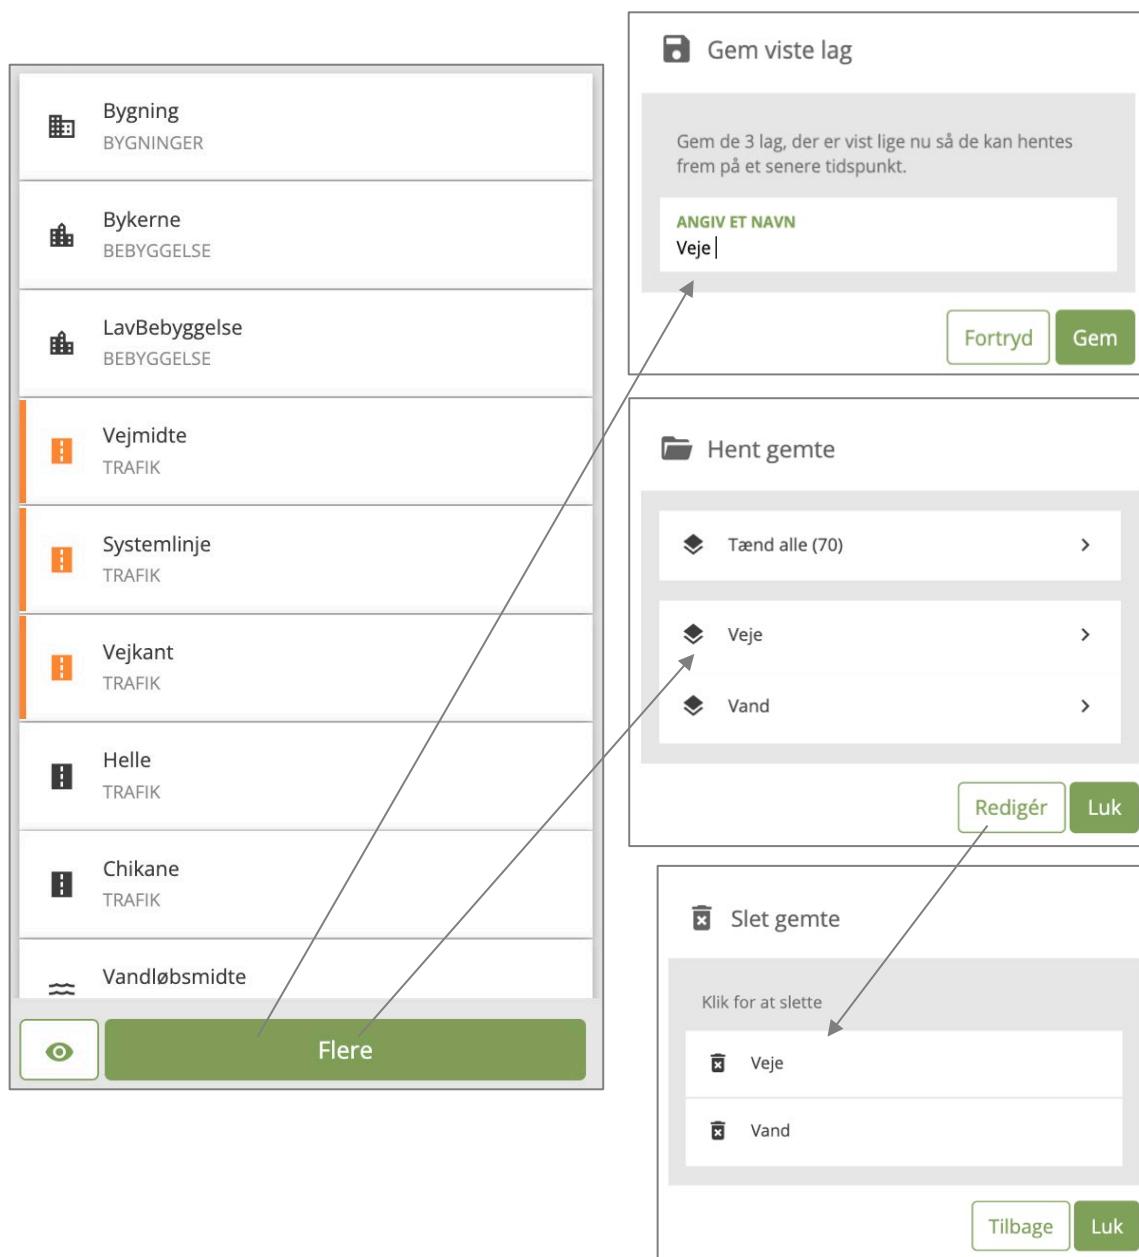 Bygning
BYGNINGER
Bykerne
BEBYGGELSE
LavBebyggelse
BEBYGGELSE
Vejmidte
TRAFIK
Systemlinje
TRAFIK
Vejkant
TRAFIK
Helle
TRAFIK
Chikane
TRAFIK
Vandløbsmidte
Flere
Gem viste lag
Gem de 3 lag, der er vist lige nu så de kan hentes
frem på et senere tidspunkt.
ANGIV ET NAVN
Veje
Fortryd
Gem
Hent gemte
Tænd alle (70)
Veje
Vand
Redigér
Luk
Slet gemte
Klik for at slette
Veje
Vand
Tilbage
Luk